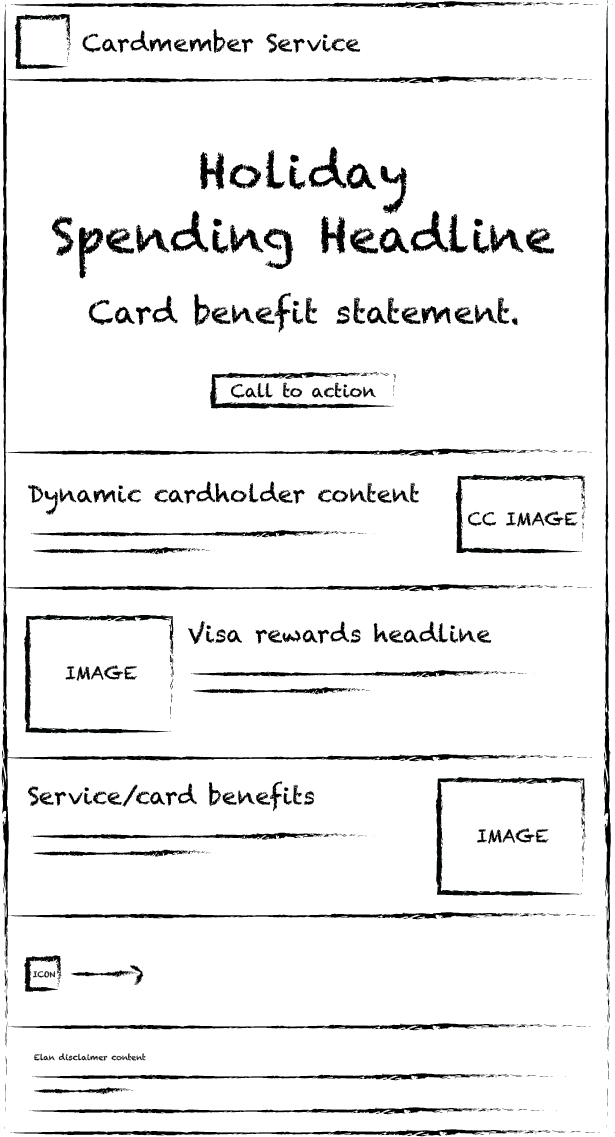 Cardmember Service
Holiday
Spending Headline
Card benefit statement.
Call to action
Dynamic cardholder content
CC IMAGE
Visa rewards headline
IMAGE
Service/card benefits
IMAGE
ICON
Elan disclaimer content